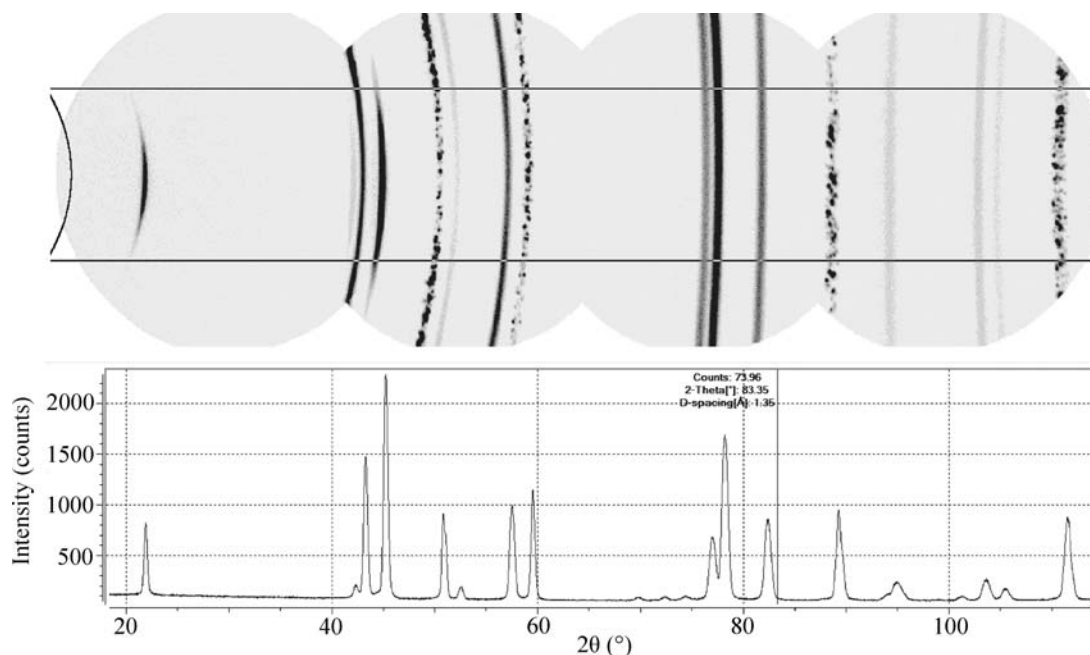 Counts: 73.96
2-Theta[°]: 83.35
D-spacing[Å]: 1.35
2000
1500
1000
500
Intensity (counts)
20
40
60
80
100
2θ (°)